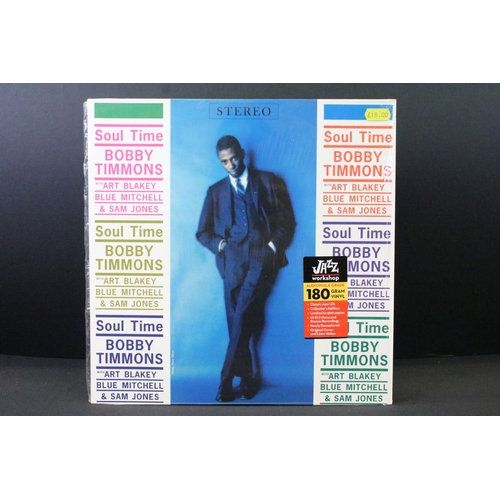 STEREO
£16.00
Soul Time
BOBBY
TIMMONS
WITH ART BLAKEY
BLUE MITCHELL
& SAM JONES
Soul Time
BOBBY
TIMMONS
WITH ART BLAKEY
BLUE MITCHELL
& SAM JONES
Soul Time
BOBBY
TIMMONS
WITH ART BLAKEY
BLUE MITCHELL
& SAM JONES
Soul Time
BOBBY
TIMMONS
WITH ART BLAKEY
BLUE MITCHELL
& SAM JONES
Soul Time
BOBBY
TIMMONS
BLAKEY
MITCHELL
JONES
JAZZ
workshop
180 GRAM VINYL
Time
BOBBY
TIMMONS
WITH ART BLAKEY
BLUE MITCHELL
& SAM JONES